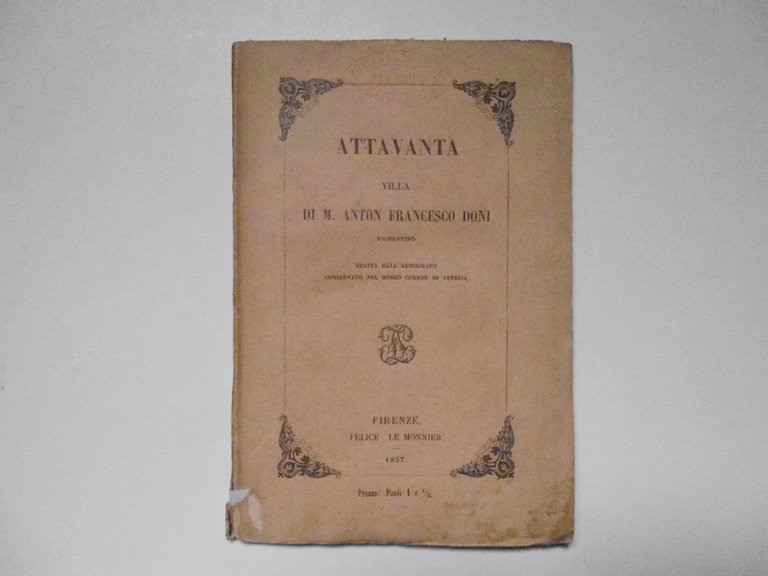 ATTAVANTA
VILLA
DI M. ANTON FRANCESCO DONI
FIORENTINO
TRATTA DALL' AUTOGRAFO
CONSERVATO NEL MUSEO CORRER DI VENEZIA
FIRENZE,
FELICE LE MONNIER.
1857.
Prezzo: Paoli 1 e ½.